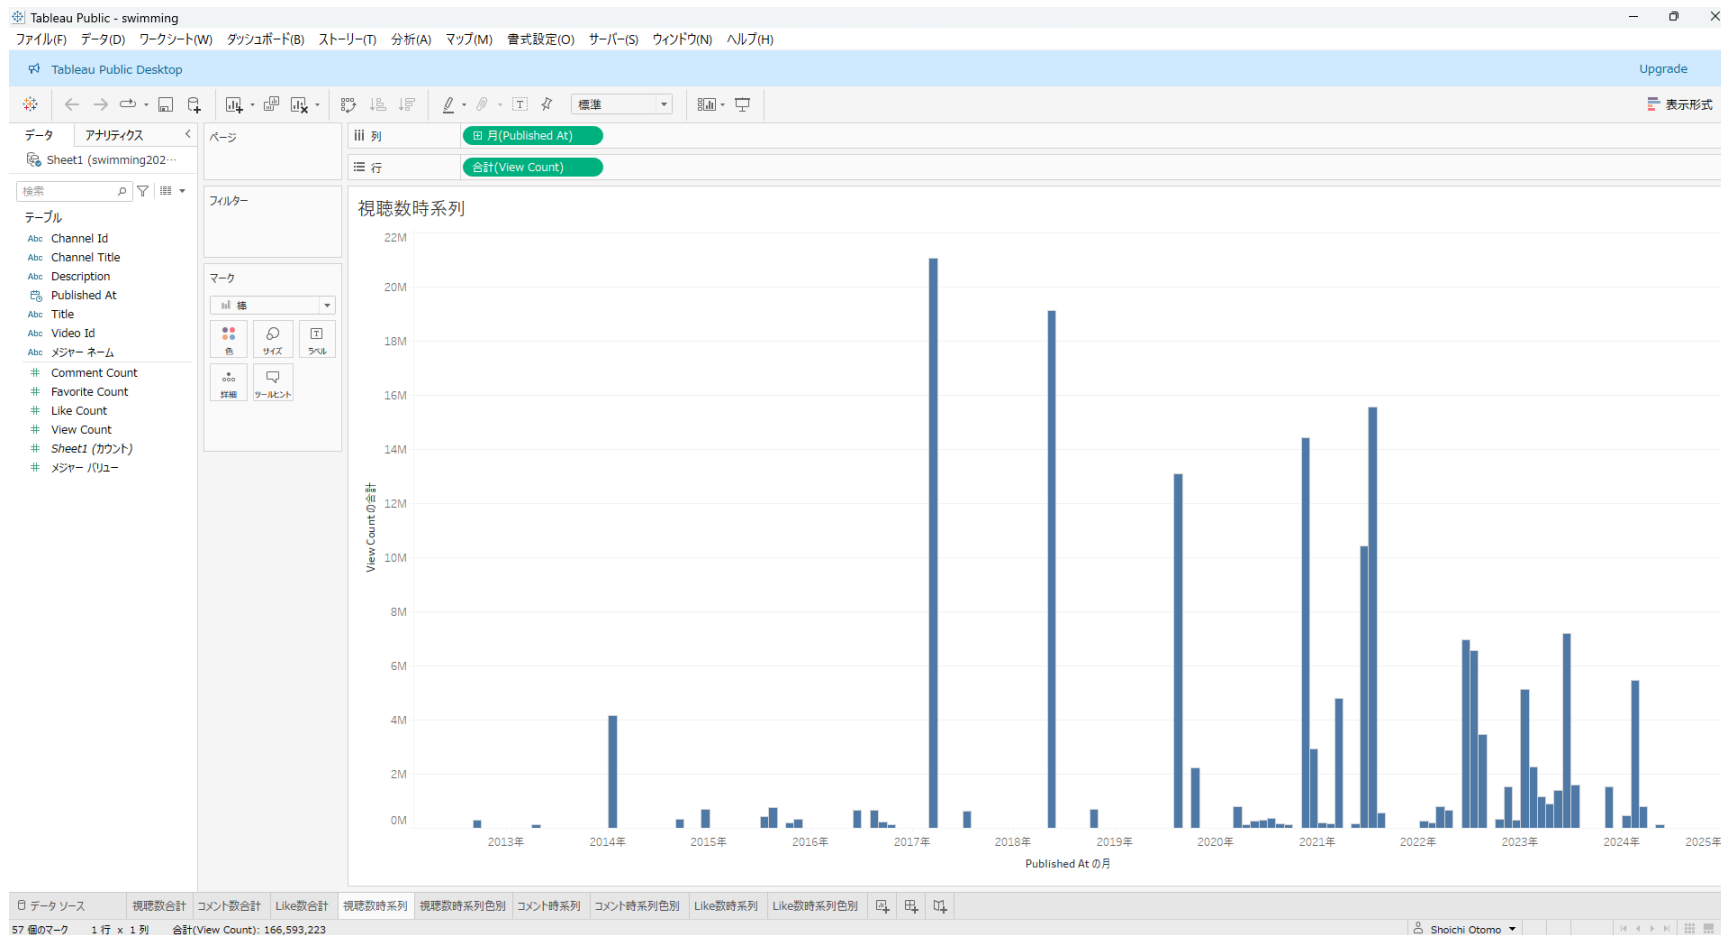 Tableau Public - swimming
ファイル(F) データ(D) ワークシート(W) ダッシュボード(B) ストーリー(T) 分析(A) マップ(M) 書式設定(O) サーバー(S) ウィンドウ(N) ヘルプ(H)
Tableau Public Desktop Upgrade
標準 表示形式
データ アナリティクス
Sheet1 (swimming202…
検索
テーブル
Abc Channel Id
Abc Channel Title
Abc Description
Published At
Abc Title
Abc Video Id
Abc メジャー ネーム
# Comment Count
# Favorite Count
# Like Count
# View Count
# Sheet1 (カウント)
# メジャー バリュー
ページ
フィルター
マーク
棒
色 サイズ ラベル
詳細 ツールヒント
列 月(Published At)
行 合計(View Count)
視聴数時系列
22M
20M
18M
16M
14M
12M
10M
8M
6M
4M
2M
0M
View Count の合計
2013年 2014年 2015年 2016年 2017年 2018年 2019年 2020年 2021年 2022年 2023年 2024年 2025年
Published At の月
データ ソース 視聴数合計 コメント数合計 Like数合計 視聴数時系列 視聴数時系列色別 コメント時系列 コメント時系列色別 Like数時系列 Like数時系列色別
57 個のマーク 1 行 x 1 列 合計(View Count): 166,593,223 Shoichi Otomo